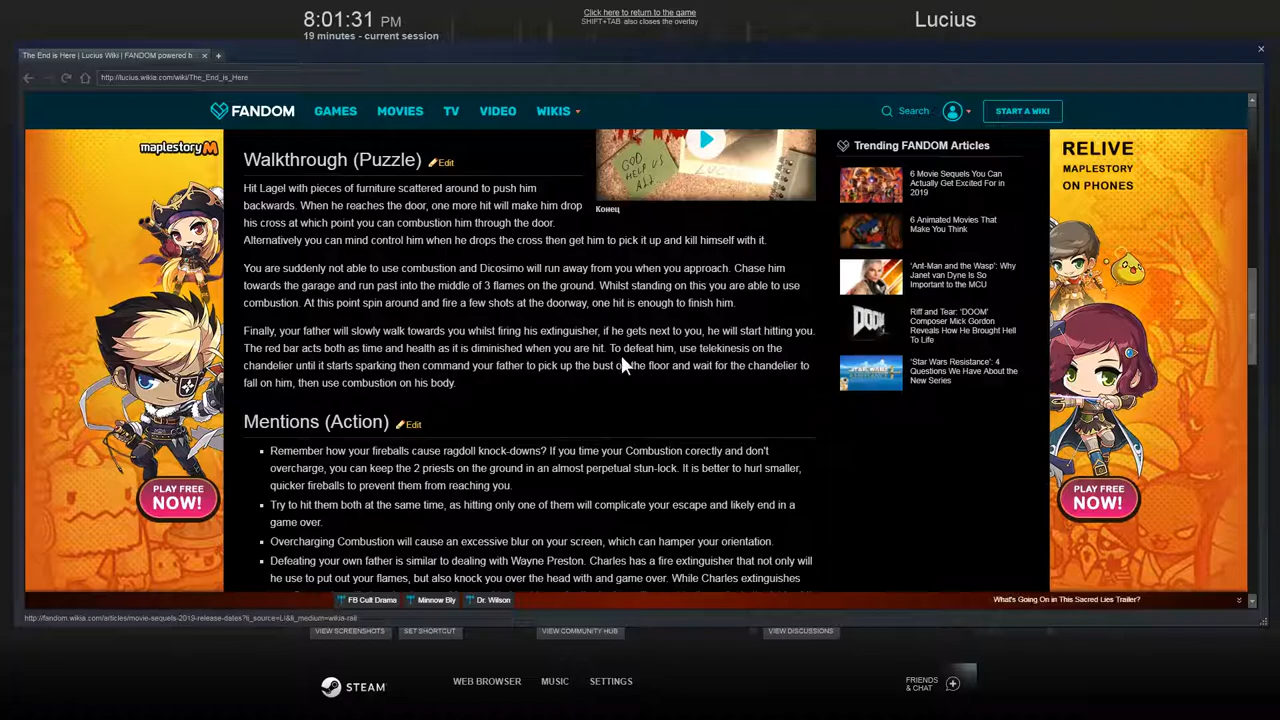 8:01:31 PM
19 minutes - current session
Click here to return to the game
SHIFT+TAB also closes the overlay
Lucius
The End is Here | Lucius Wiki | FANDOM powered b
http://lucius.wikia.com/wiki/The_End_is_Here
FANDOM
GAMES
MOVIES
TV
VIDEO
WIKIS
Search
START A WIKI
maplestory M
PLAY FREE
NOW!
Walkthrough (Puzzle)
Edit
GOD
HELP US
ALL
Конец
Hit Lagel with pieces of furniture scattered around to push him
backwards. When he reaches the door, one more hit will make him drop
his cross at which point you can combustion him through the door.
Alternatively you can mind control him when he drops the cross then get him to pick it up and kill himself with it.
You are suddenly not able to use combustion and Dicosimo will run away from you when you approach. Chase him
towards the garage and run past into the middle of 3 flames on the ground. Whilst standing on this you are able to use
combustion. At this point spin around and fire a few shots at the doorway, one hit is enough to finish him.
Finally, your father will slowly walk towards you whilst firing his extinguisher, if he gets next to you, he will start hitting you.
The red bar acts both as time and health as it is diminished when you are hit. To defeat him, use telekinesis on the
chandelier until it starts sparking then command your father to pick up the bust on the floor and wait for the chandelier to
fall on him, then use combustion on his body.
Mentions (Action)
Edit
Remember how your fireballs cause ragdoll knock-downs? If you time your Combustion corectly and don't
overcharge, you can keep the 2 priests on the ground in an almost perpetual stun-lock. It is better to hurl smaller,
quicker fireballs to prevent them from reaching you.
Try to hit them both at the same time, as hitting only one of them will complicate your escape and likely end in a
game over.
Overcharging Combustion will cause an excessive blur on your screen, which can hamper your orientation.
Defeating your own father is similar to dealing with Wayne Preston. Charles has a fire extinguisher that not only will
he use to put out your flames, but also knock you over the head with and game over. While Charles extinguishes
Trending FANDOM Articles
6 Movie Sequels You Can
Actually Get Excited For in
2019
6 Animated Movies That
Make You Think
'Ant-Man and the Wasp': Why
Janet van Dyne Is So
Important to the MCU
DOOM
Riff and Tear: 'DOOM'
Composer Mick Gordon
Reveals How He Brought Hell
To Life
'Star Wars Resistance': 4
Questions We Have About the
New Series
RELIVE
MAPLESTORY
ON PHONES
PLAY FREE
NOW!
FB Cult Drama
Minnow Bly
Dr. Wilson
What's Going On in This Sacred Lies Trailer?
http://fandom.wikia.com/articles/movie-sequels-2019-release-dates?li_source=LI&li_medium=wikia-rail
VIEW SCREENSHOTS
SET SHORTCUT
VIEW COMMUNITY HUB
VIEW DISCUSSIONS
STEAM
WEB BROWSER
MUSIC
SETTINGS
FRIENDS
& CHAT